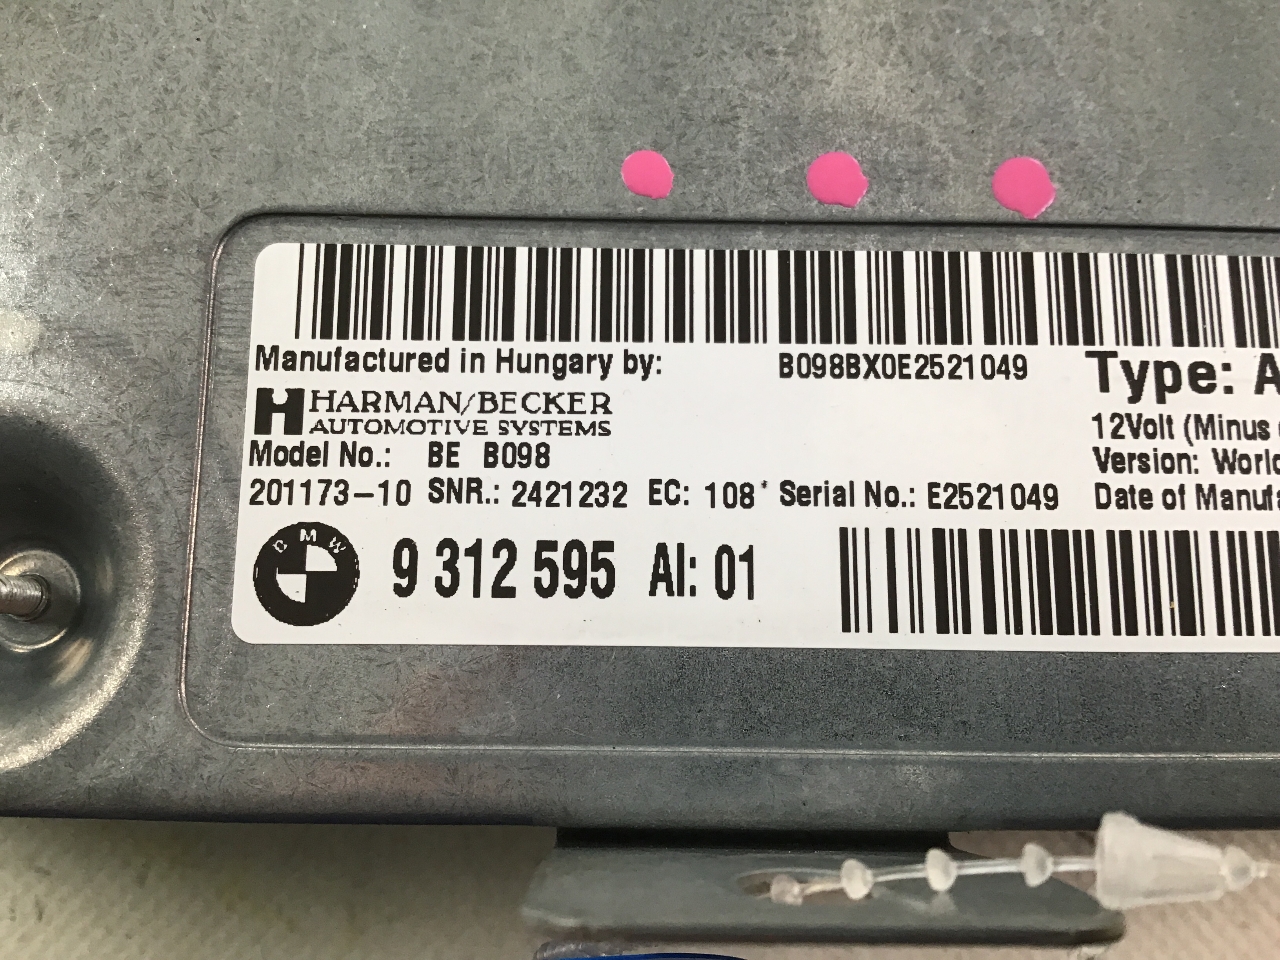 Manufactured in Hungary by: B098BX0E2521049 Type: A
HARMAN/BECKER
AUTOMOTIVE SYSTEMS
12Volt (Minus
Model No.: BE B098
Version: World
201173-10 SNR.: 2421232 EC: 108* Serial No.: E2521049
Date of Manufa
BMW
9 312 595 AI: 01